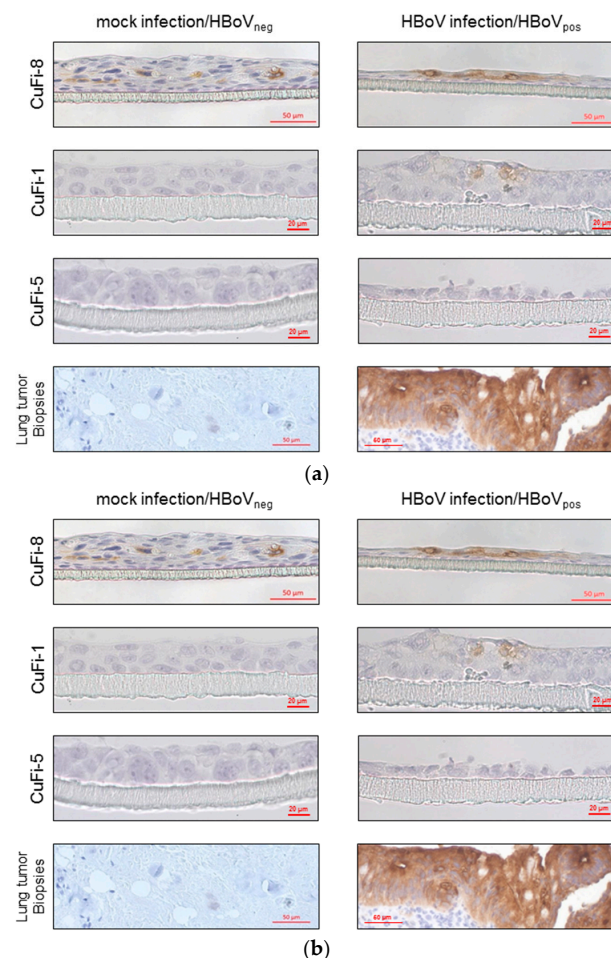 mock infection/HBoVneg
HBoV infection/HBoVpos
CuFi-8
50 µm
50 µm
CuFi-1
20 µm
20 µm
CuFi-5
20 µm
20 µm
Lung tumor
Biopsies
50 µm
60 µm
(a)
mock infection/HBoVneg
HBoV infection/HBoVpos
CuFi-8
50 µm
50 µm
CuFi-1
20 µm
20 µm
CuFi-5
20 µm
20 µm
Lung tumor
Biopsies
50 µm
60 µm
(b)